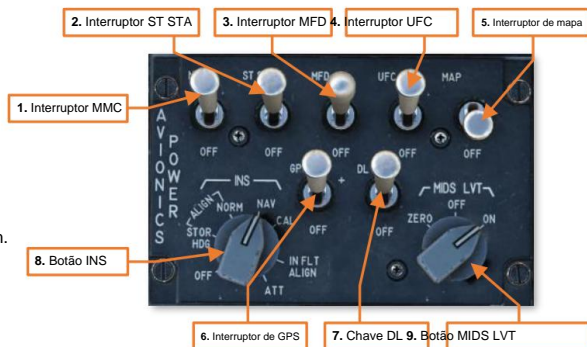 2. Interruptor ST STA
3. Interruptor MFD
4. Interruptor UFC
5. Interruptor de mapa
1. Interruptor MMC
ST
MFD
UFC
MAP
OFF
OFF
OFF
OFF
OFF
AVIONICS
POWER
GP
+
DL
OFF
OFF
INS
ALIGN
NORM
NAV
CAL
STOR
HDG
OFF
IN FLT
ALIGN
ATT
MIDS LVT
ZERO
OFF
ON
m.
8. Botão INS
6. Interruptor de GPS
7. Chave DL
9. Botão MIDS LVT